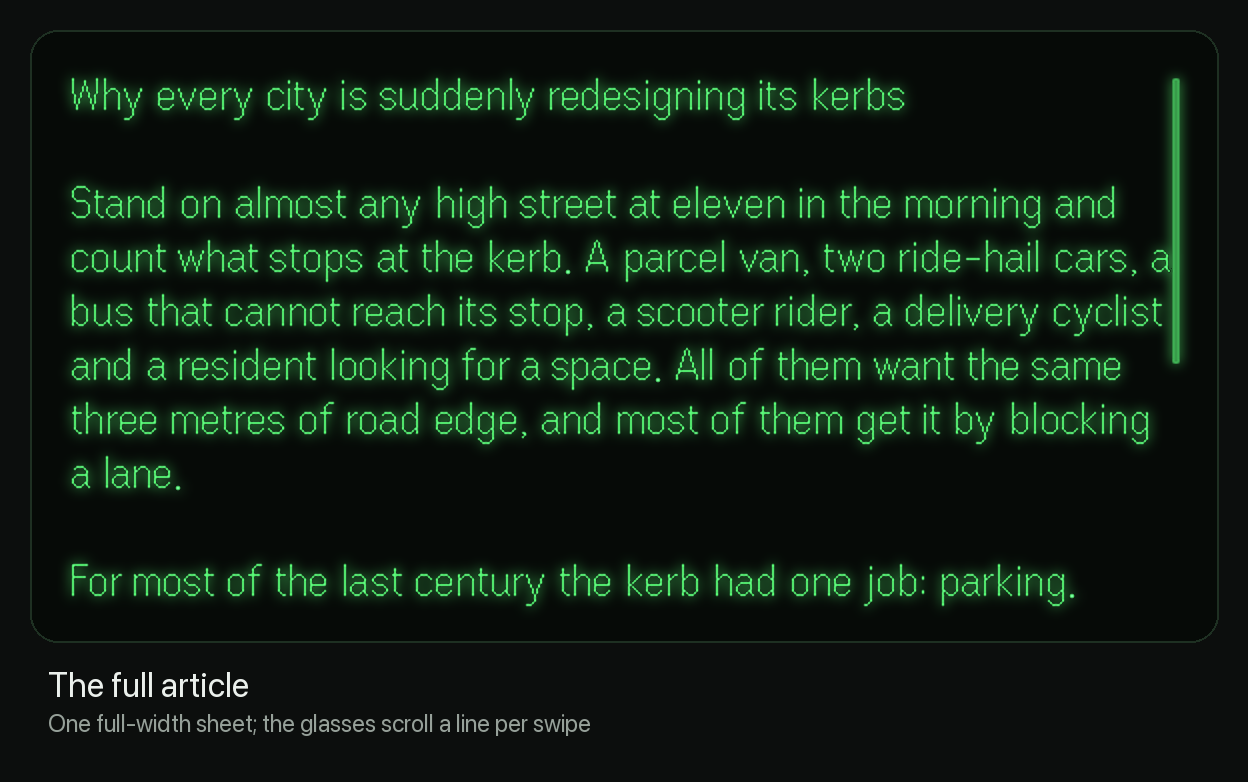 Why every city is suddenly redesigning its kerbs
Stand on almost any high street at eleven in the morning and
count what stops at the kerb. A parcel van, two ride-hail cars, a
bus that cannot reach its stop, a scooter rider, a delivery cyclist
and a resident looking for a space. All of them want the same
three metres of road edge, and most of them get it by blocking
a lane.
For most of the last century the kerb had one job: parking.
The full article
One full-width sheet; the glasses scroll a line per swipe